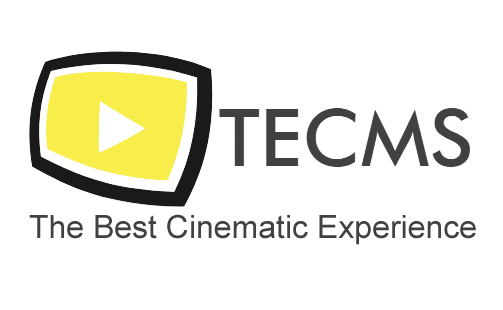 TECMS
The Best Cinematic Experience